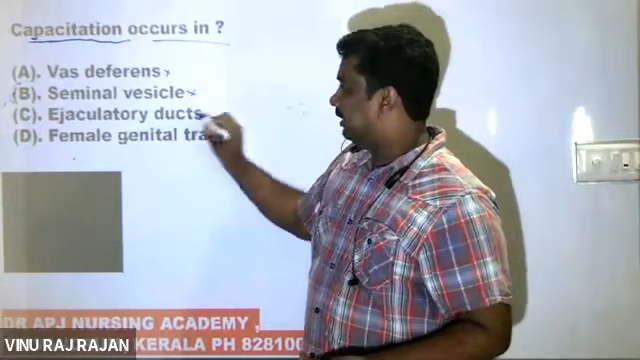 Capacitation occurs in ?
(A). Vas deferens
(B). Seminal vesicle
(C). Ejaculatory ducts
(D). Female genital
DR APJ NURSING ACADEMY ,
KERALA PH 828100
VINU RAJ RAJAN